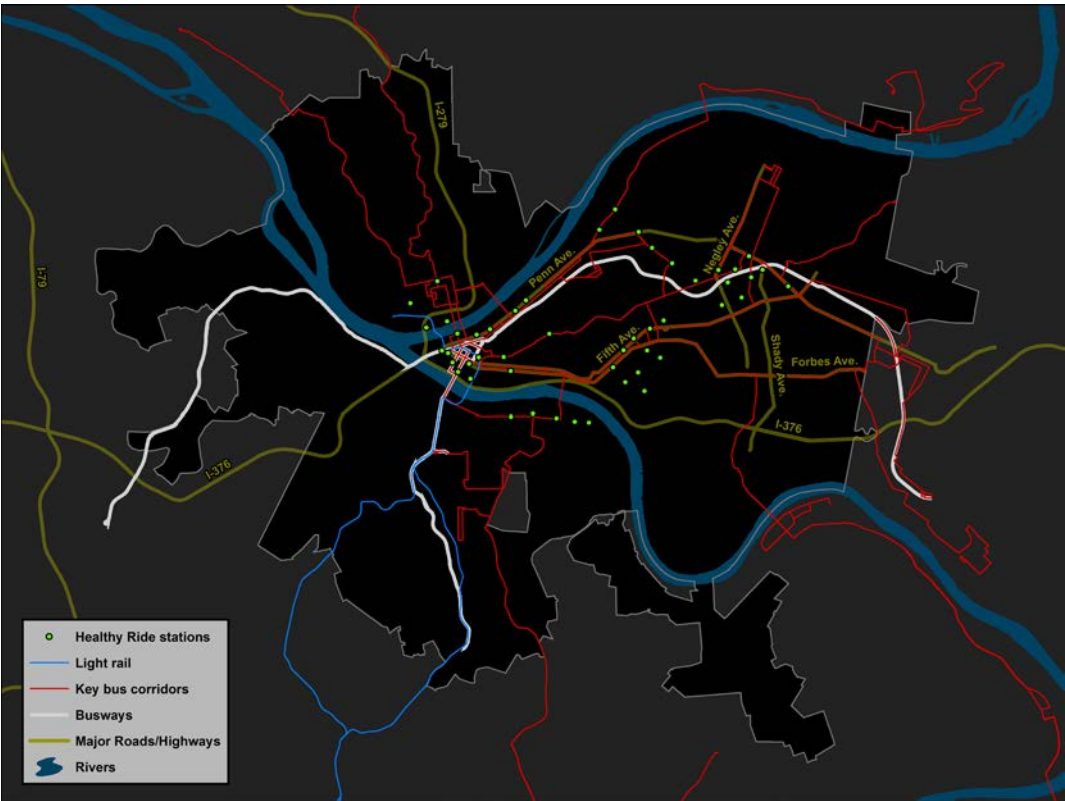 I-279
Negley Ave.
Penn Ave.
I-79
Fifth Ave.
Shady Ave.
Forbes Ave.
I-376
I-376
Healthy Ride stations
Light rail
Key bus corridors
Busways
Major Roads/Highways
Rivers